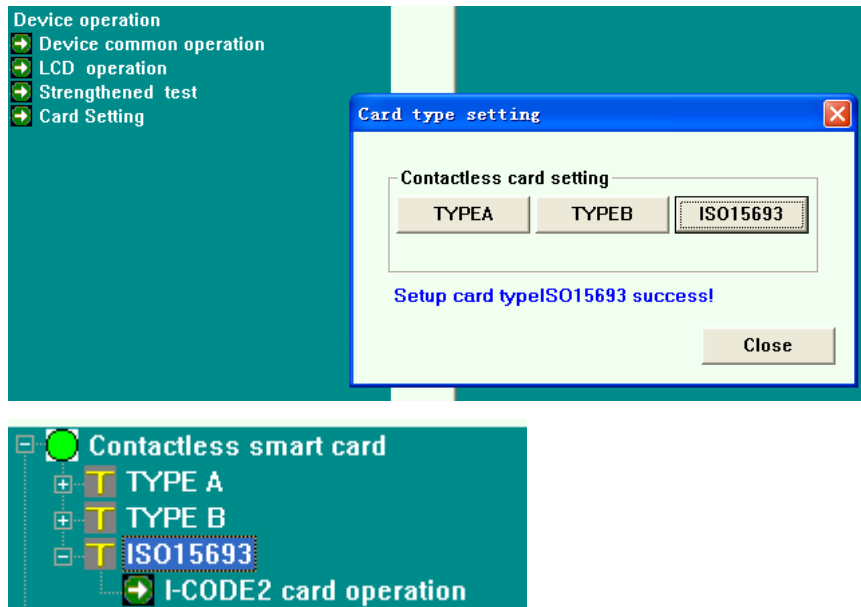 Device operation
Device common operation
LCD operation
Strengthened test
Card Setting
Card type setting
Contactless card setting
TYPEA TYPEB ISO15693
Setup card typeISO15693 success!
Close
Contactless smart card
TYPE A
TYPE B
ISO15693
I-CODE2 card operation